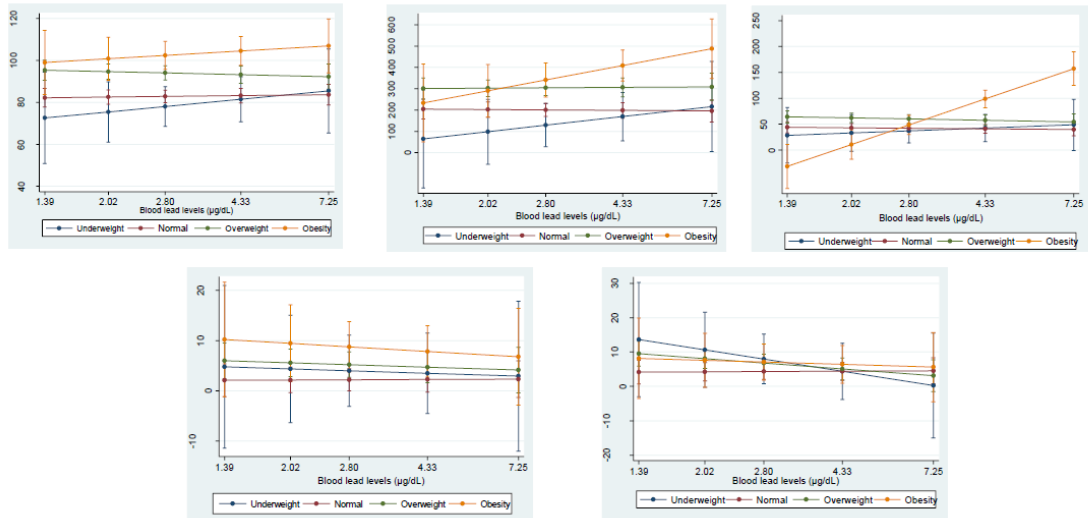 120
100
80
60
40
1.39 2.02 2.80 4.33 7.25
Blood lead levels (µg/dL)
Underweight Normal Overweight Obesity
600
500
400
300
200
100
0
1.39 2.02 2.80 4.33 7.25
Blood lead levels (µg/dL)
Underweight Normal Overweight Obesity
250
200
150
100
50
0
1.39 2.02 2.80 4.33 7.25
Blood lead levels (µg/dL)
Underweight Normal Overweight Obesity
20
10
0
-10
1.39 2.02 2.80 4.33 7.25
Blood lead levels (µg/dL)
Underweight Normal Overweight Obesity
30
20
10
0
-10
-20
1.39 2.02 2.80 4.33 7.25
Blood lead levels (µg/dL)
Underweight Normal Overweight Obesity